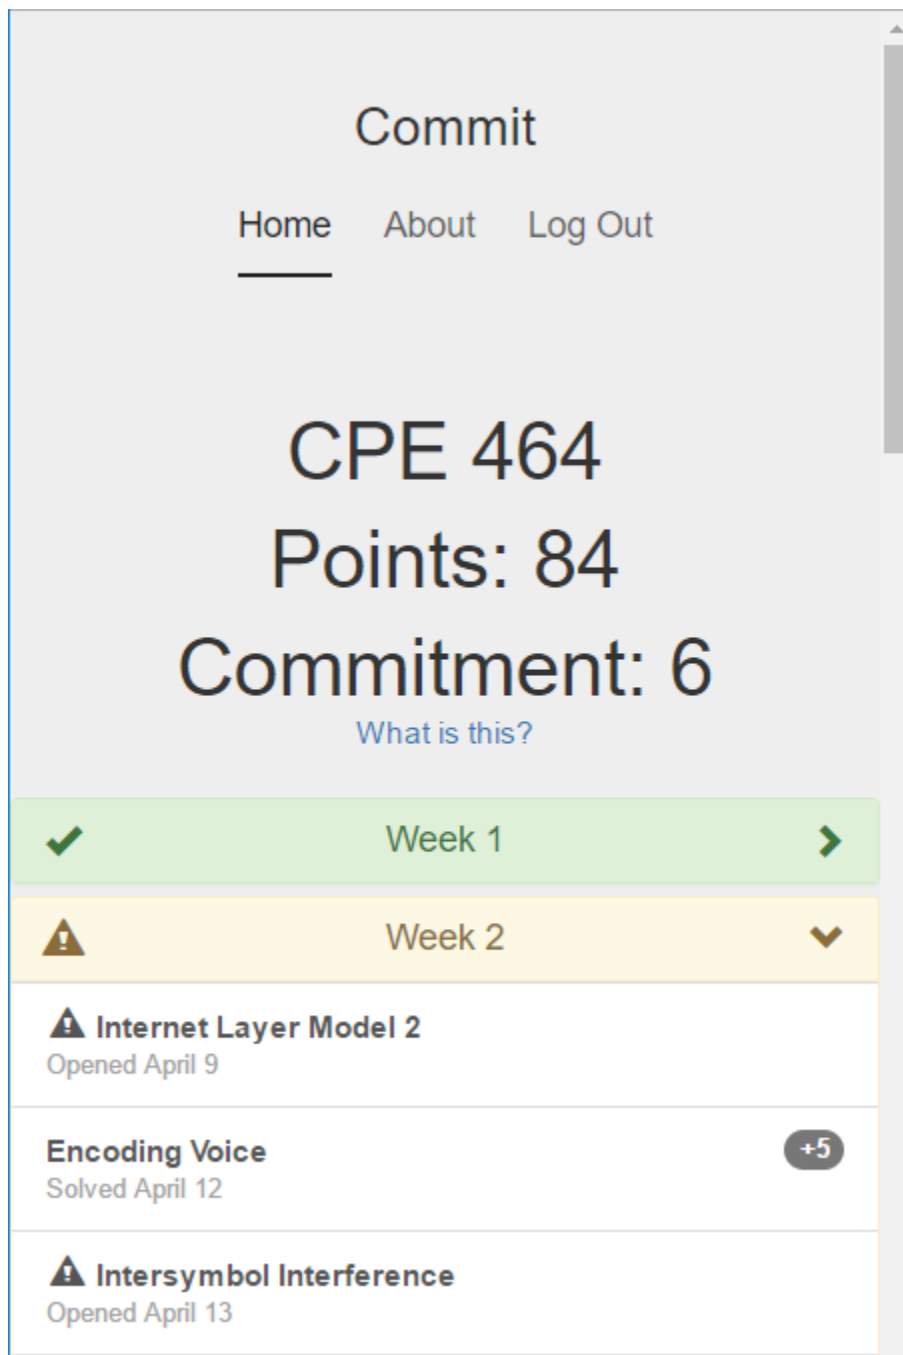 Commit
Home About Log Out
CPE 464
Points: 84
Commitment: 6
What is this?
Week 1
Week 2
Internet Layer Model 2
Opened April 9
Encoding Voice
+5
Solved April 12
Intersymbol Interference
Opened April 13